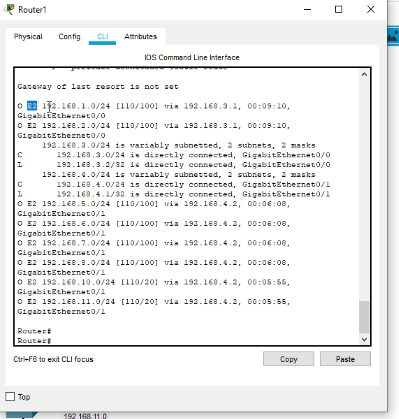 Router1
Physical Config CLI Attributes
IOS Command Line Interface
Gateway of last resort is not set
O E2 192.168.1.0/24 [110/100] via 192.168.3.1, 00:09:10,
GigabitEthernet0/0
O E2 192.168.2.0/24 [110/100] via 192.168.3.1, 00:09:10,
GigabitEthernet0/0
192.168.3.0/24 is variably subnetted, 2 subnets, 2 masks
C 192.168.3.0/24 is directly connected, GigabitEthernet0/0
L 192.168.3.2/32 is directly connected, GigabitEthernet0/0
192.168.4.0/24 is variably subnetted, 2 subnets, 2 masks
C 192.168.4.0/24 is directly connected, GigabitEthernet0/1
L 192.168.4.1/32 is directly connected, GigabitEthernet0/1
O E2 192.168.5.0/24 [110/100] via 192.168.4.2, 00:06:08,
GigabitEthernet0/1
O E2 192.168.6.0/24 [110/100] via 192.168.4.2, 00:06:08,
GigabitEthernet0/1
O E2 192.168.7.0/24 [110/100] via 192.168.4.2, 00:06:08,
GigabitEthernet0/1
O E2 192.168.8.0/24 [110/100] via 192.168.4.2, 00:06:08,
GigabitEthernet0/1
O E2 192.168.10.0/24 [110/20] via 192.168.4.2, 00:05:55,
GigabitEthernet0/1
O E2 192.168.11.0/24 [110/20] via 192.168.4.2, 00:05:55,
GigabitEthernet0/1
Router#
Router#
Ctrl+F6 to exit CLI focus
Copy Paste
Top
192.168.11.0